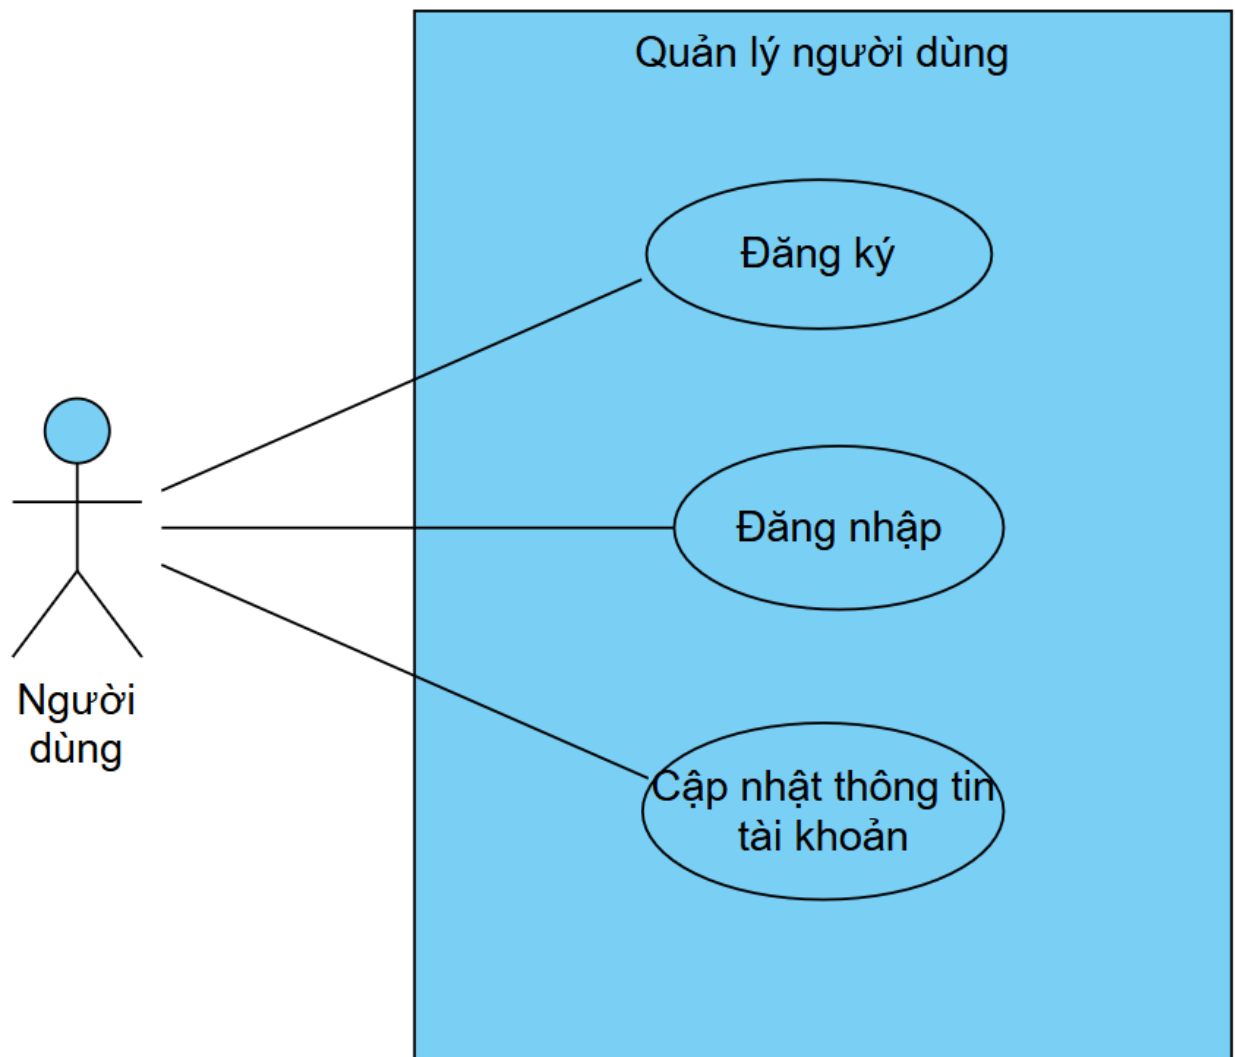 Quản lý người dùng
Đăng ký
Đăng nhập
Người
dùng
Cập nhật thông tin
tài khoản